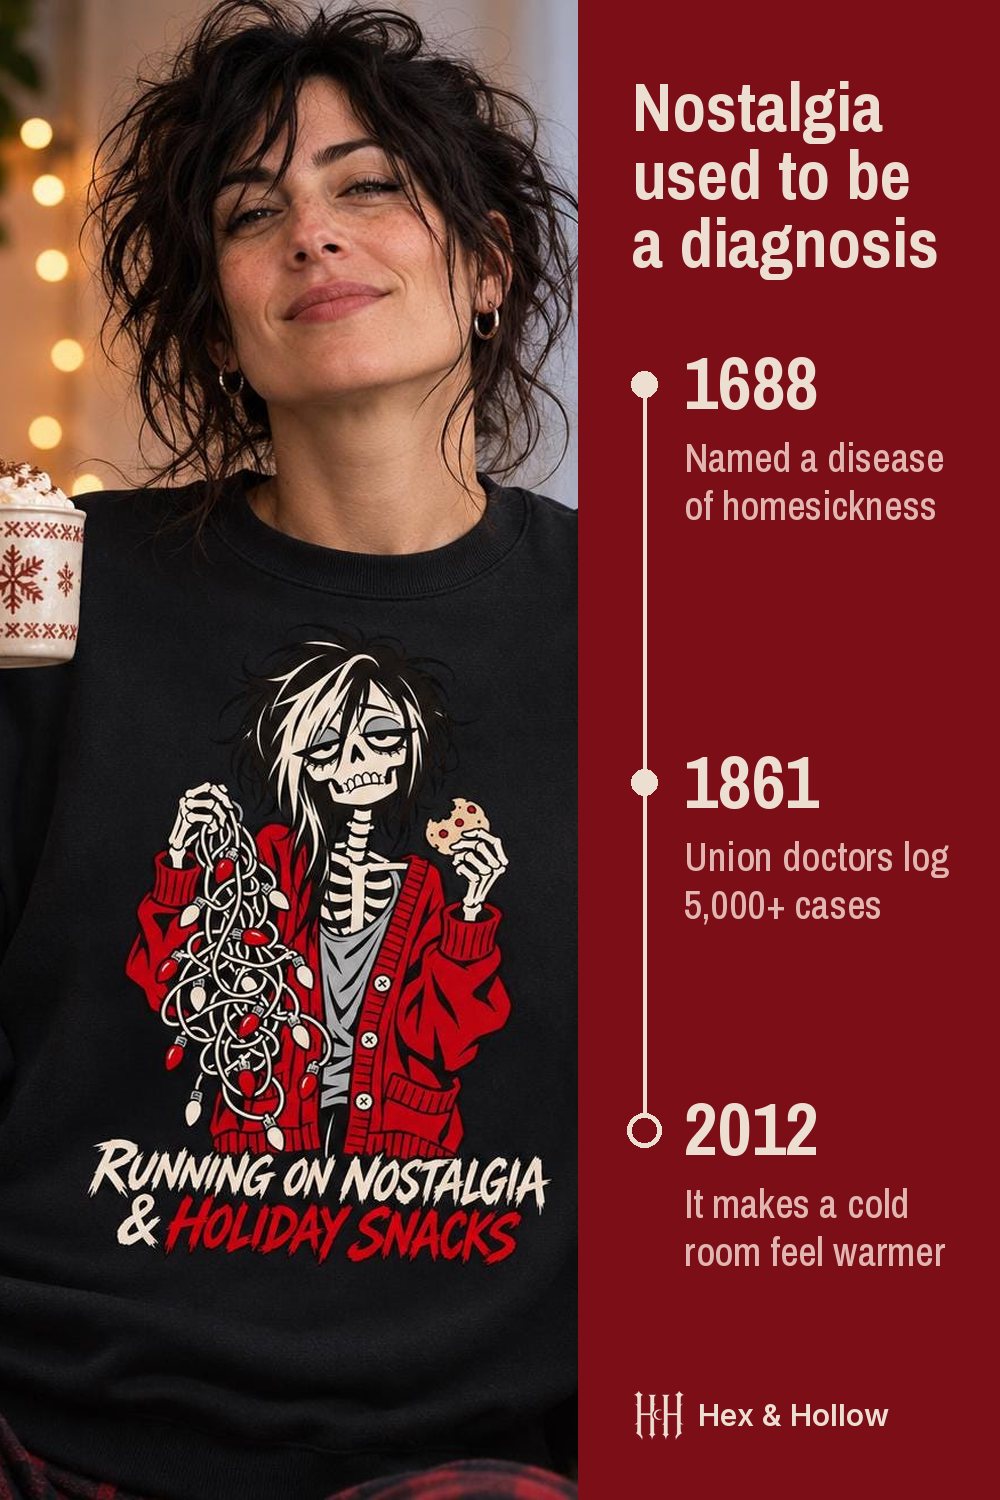 Nostalgia
used to be
a diagnosis
1688
Named a disease
of homesickness
1861
Union doctors log
5,000+ cases
2012
It makes a cold
room feel warmer
HH Hex & Hollow
RUNNING ON NOSTALGIA
& HOLIDAY SNACKS